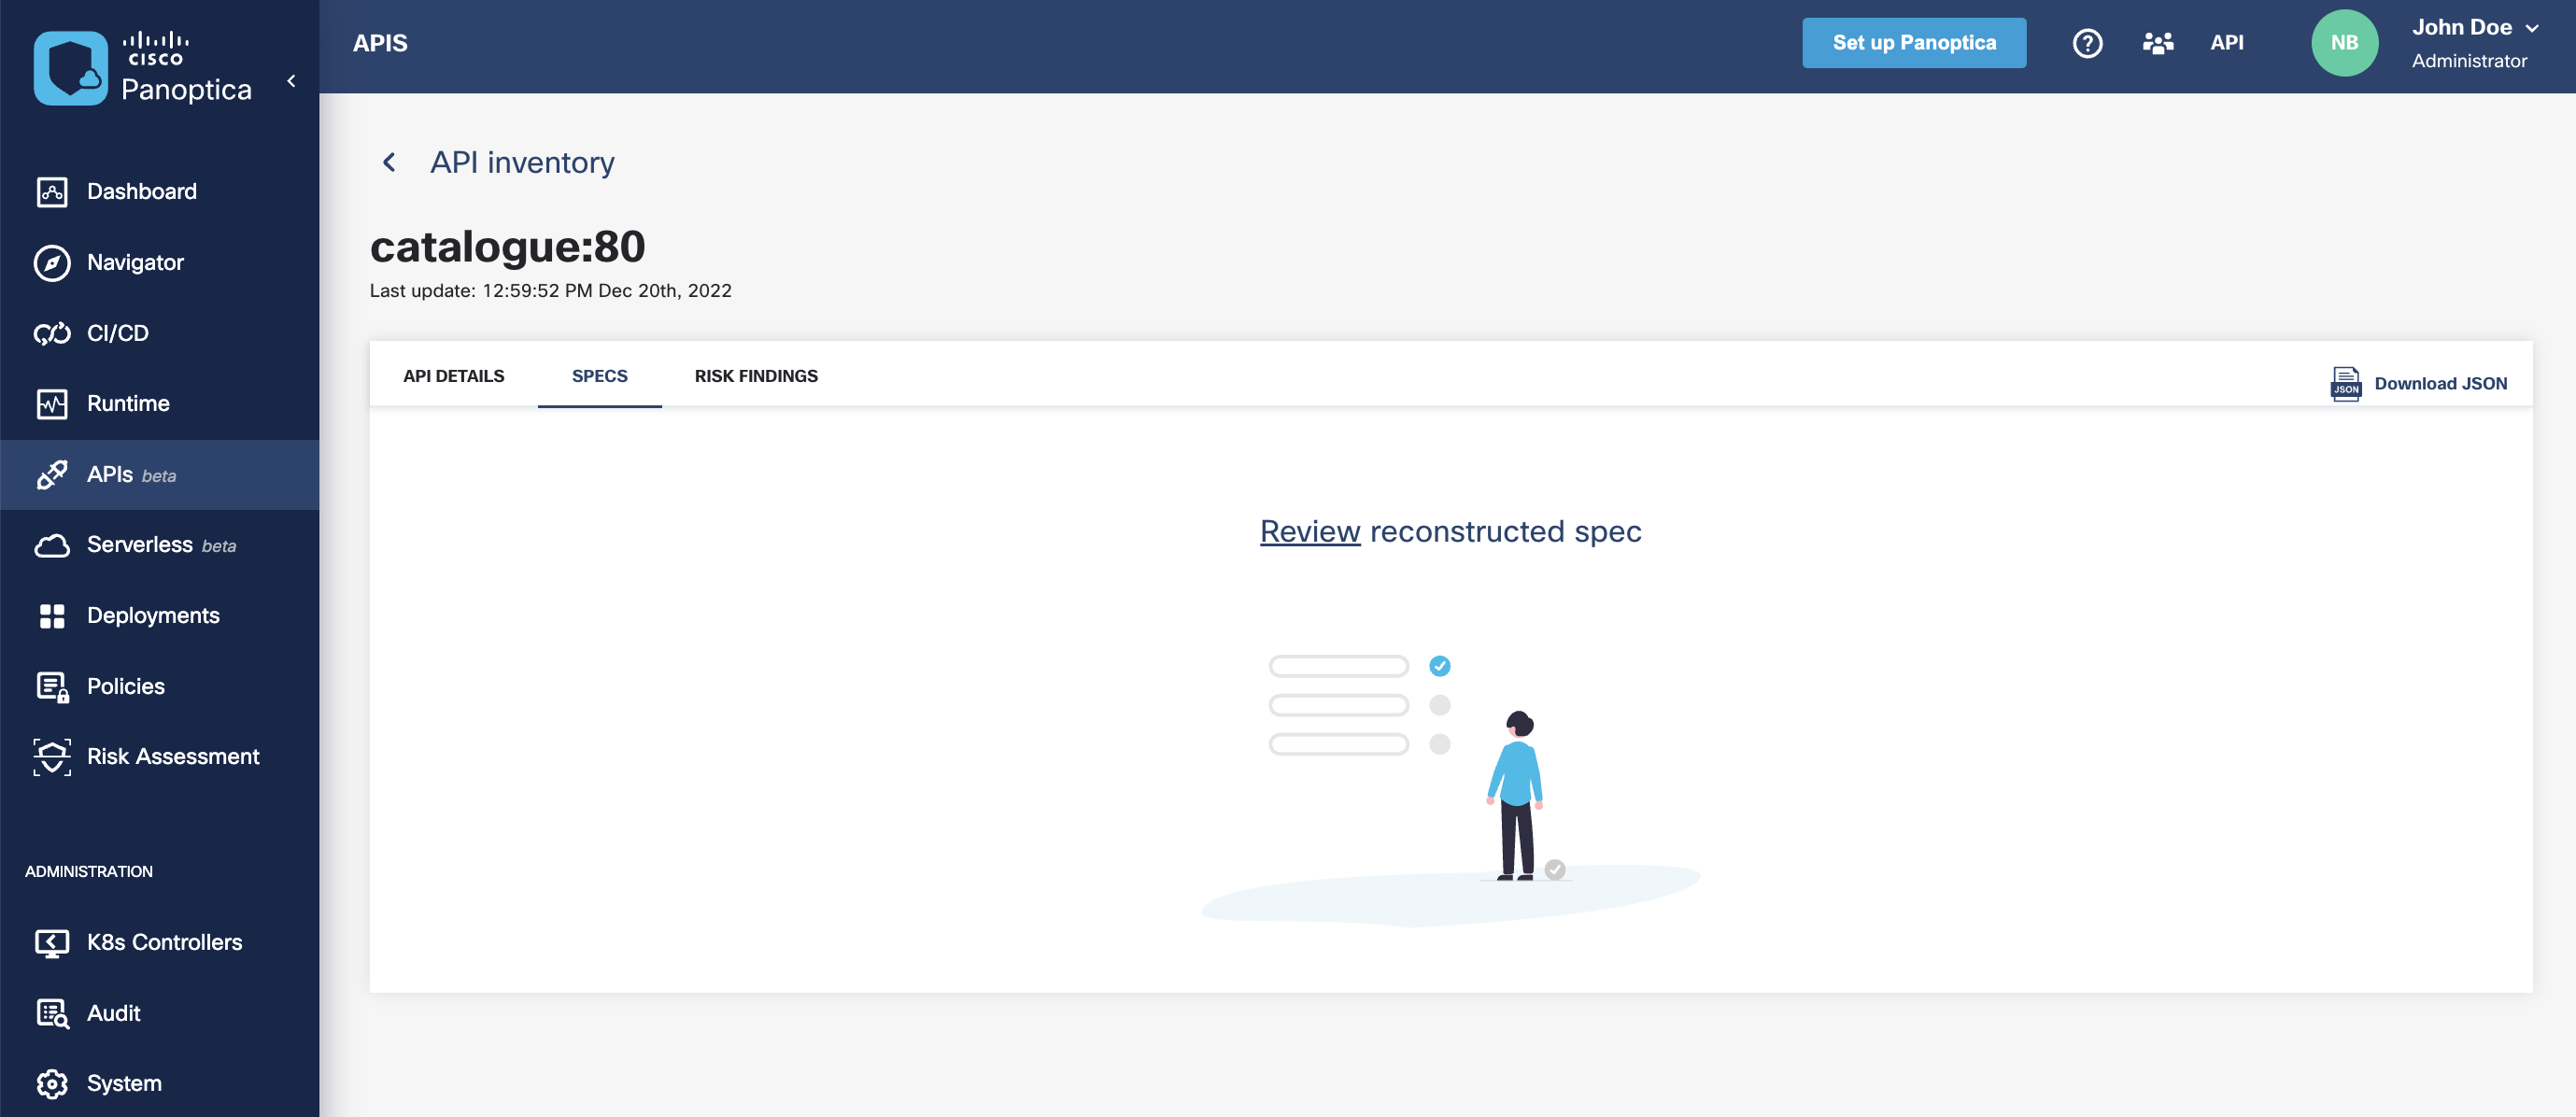 cisco
Panoptica
APIS
Set up Panoptica
?
API
NB
John Doe
Administrator
Dashboard
Navigator
CI/CD
Runtime
APIs beta
Serverless beta
Deployments
Policies
Risk Assessment
ADMINISTRATION
K8s Controllers
Audit
System
API inventory
catalogue:80
Last update: 12:59:52 PM Dec 20th, 2022
API DETAILS
SPECS
RISK FINDINGS
JSON
Download JSON
Review reconstructed spec